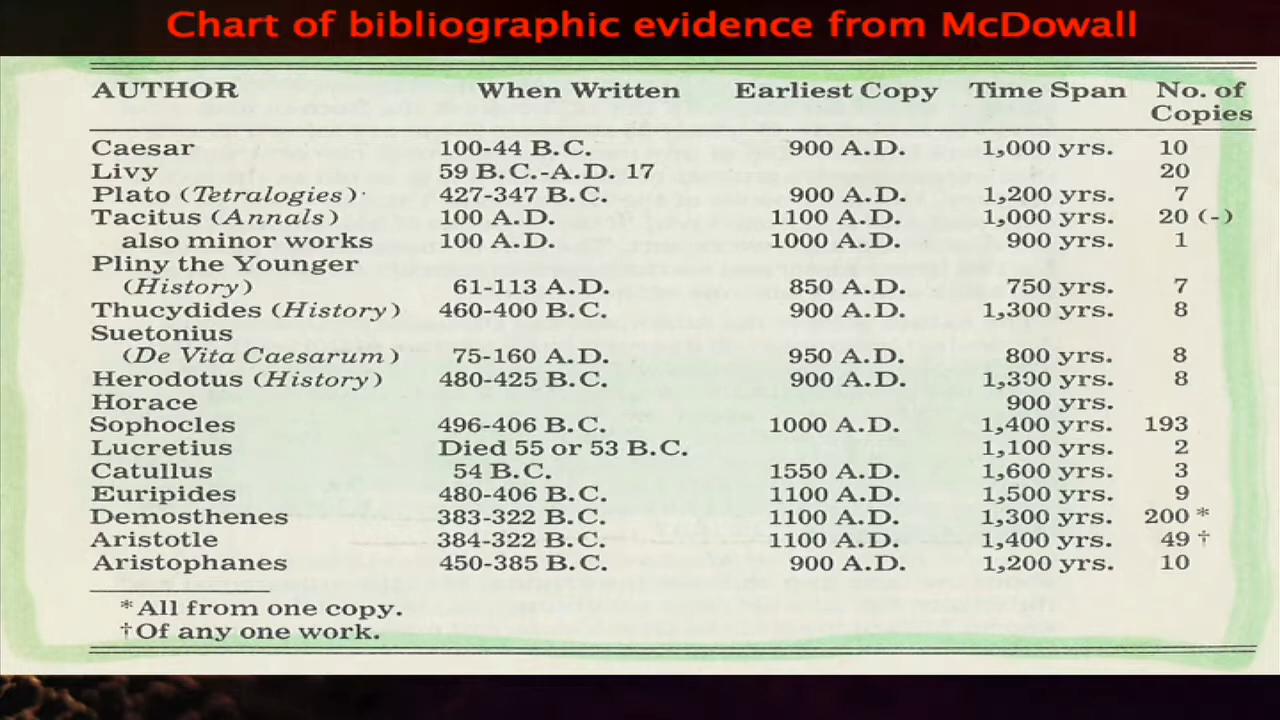 Chart of bibliographic evidence from McDowall
AUTHOR When Written Earliest Copy Time Span No. of Copies
Caesar 100-44 B.C. 900 A.D. 1,000 yrs. 10
Livy 59 B.C.-A.D. 17 20
Plato (Tetralogies) 427-347 B.C. 900 A.D. 1,200 yrs. 7
Tacitus (Annals) 100 A.D. 1100 A.D. 1,000 yrs. 20 (-)
also minor works 100 A.D. 1000 A.D. 900 yrs. 1
Pliny the Younger
(History) 61-113 A.D. 850 A.D. 750 yrs. 7
Thucydides (History) 460-400 B.C. 900 A.D. 1,300 yrs. 8
Suetonius
(De Vita Caesarum) 75-160 A.D. 950 A.D. 800 yrs. 8
Herodotus (History) 480-425 B.C. 900 A.D. 1,300 yrs. 8
Horace 900 yrs.
Sophocles 496-406 B.C. 1000 A.D. 1,400 yrs. 193
Lucretius Died 55 or 53 B.C. 1,100 yrs. 2
Catullus 54 B.C. 1550 A.D. 1,600 yrs. 3
Euripides 480-406 B.C. 1100 A.D. 1,500 yrs. 9
Demosthenes 383-322 B.C. 1100 A.D. 1,300 yrs. 200 *
Aristotle 384-322 B.C. 1100 A.D. 1,400 yrs. 49 †
Aristophanes 450-385 B.C. 900 A.D. 1,200 yrs. 10
*All from one copy.
†Of any one work.